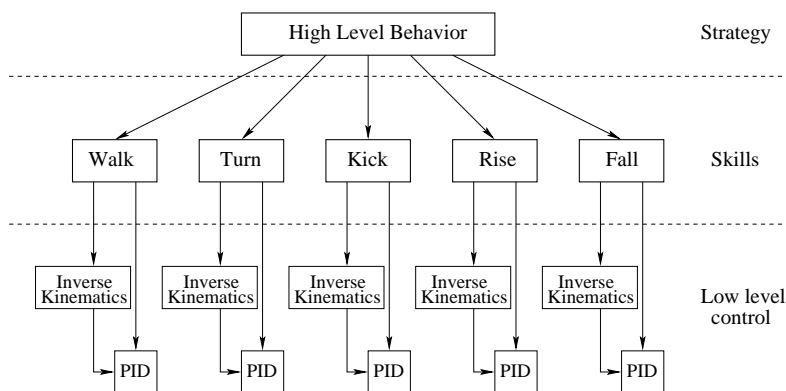 High Level Behavior
Strategy
Walk
Turn
Kick
Rise
Fall
Skills
Inverse
Kinematics
Inverse
Kinematics
Inverse
Kinematics
Inverse
Kinematics
Inverse
Kinematics
Low level
control
PID
PID
PID
PID
PID